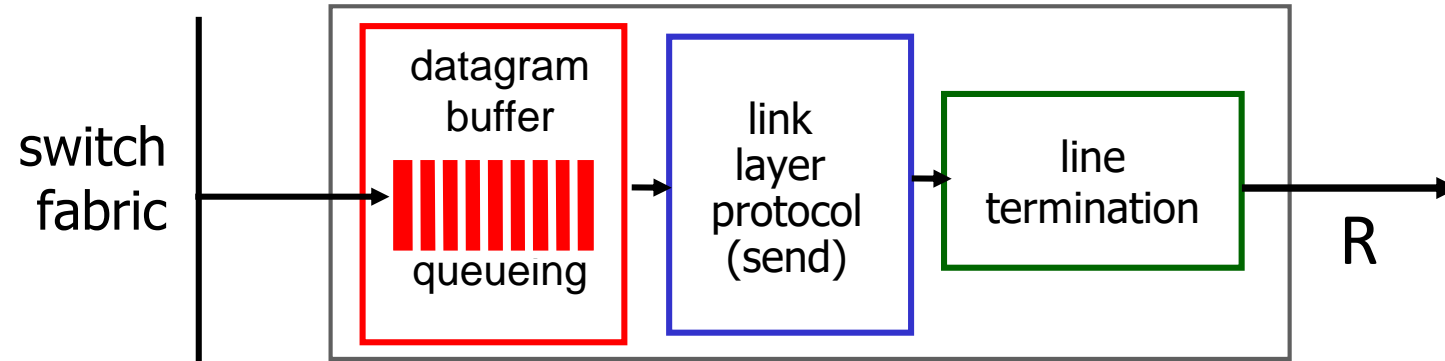 switch
fabric
datagram
buffer
queueing
link
layer
protocol
(send)
line
termination
R